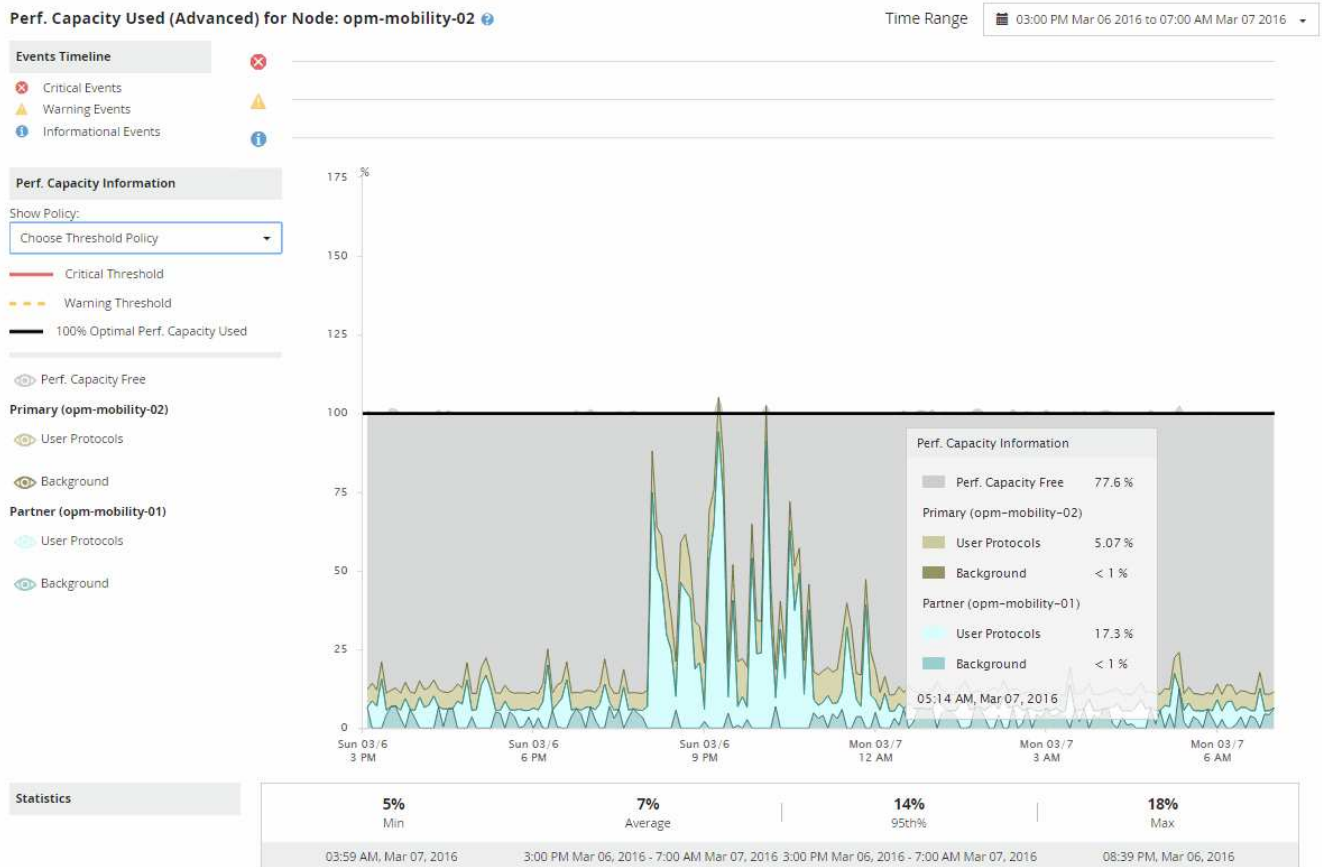 Perf. Capacity Used (Advanced) for Node: opm-mobility-02 ?
Time Range
03:00 PM Mar 06 2016 to 07:00 AM Mar 07 2016
Events Timeline
Critical Events
Warning Events
Informational Events
Perf. Capacity Information
Show Policy:
Choose Threshold Policy
Critical Threshold
Warning Threshold
100% Optimal Perf. Capacity Used
Perf. Capacity Free
Primary (opm-mobility-02)
User Protocols
Background
Partner (opm-mobility-01)
User Protocols
Background
%
175
150
125
100
75
50
25
0
Sun 03/6 3 PM
Sun 03/6 6 PM
Sun 03/6 9 PM
Mon 03/7 12 AM
Mon 03/7 3 AM
Mon 03/7 6 AM
Perf. Capacity Information
Perf. Capacity Free 77.6 %
Primary (opm-mobility-02)
User Protocols 5.07 %
Background < 1 %
Partner (opm-mobility-01)
User Protocols 17.3 %
Background < 1 %
05:14 AM, Mar 07, 2016
Statistics
5% 7% 14% 18%
Min Average 95th% Max
03:59 AM, Mar 07, 2016 3:00 PM Mar 06, 2016 - 7:00 AM Mar 07, 2016 3:00 PM Mar 06, 2016 - 7:00 AM Mar 07, 2016 08:39 PM, Mar 06, 2016